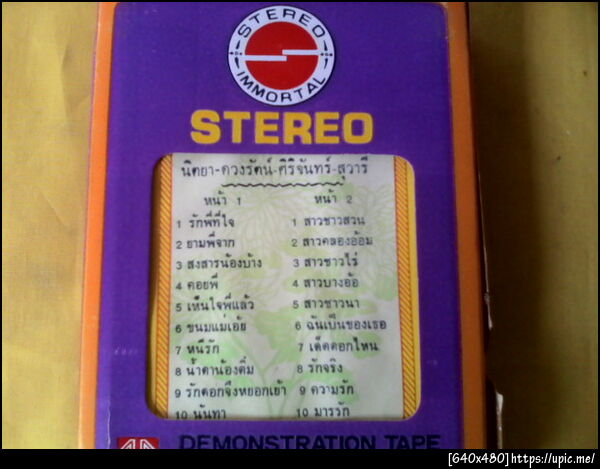 STEREO
IMMORTAL
STEREO
นิตยา-ดวงรัตน์-ศิริจันทร์-สุวารี
หน้า 1
1 รักพี่ที่ใจ
2 ยามพี่จาก
3 สงสารน้องบ้าง
4 คอยพี่
5 เห็นใจพี่แล้ว
6 ขนมแม่เอ้ย
7 หนีรัก
8 น้ำตาน้องดื่ม
9 รักดอกจึงหยอกเย้า
10 นันทา
หน้า 2
1 สาวชาวสวน
2 สาวคลองอ้อม
3 สาวชาวไร่
4 สาวบางอ้อ
5 สาวชาวนา
6 ฉันเป็นของเธอ
7 เด็ดดอกไหน
8 รักจริง
9 ความรัก
10 มารรัก
DEMONSTRATION TAPE
[640x480]https://upic.me/